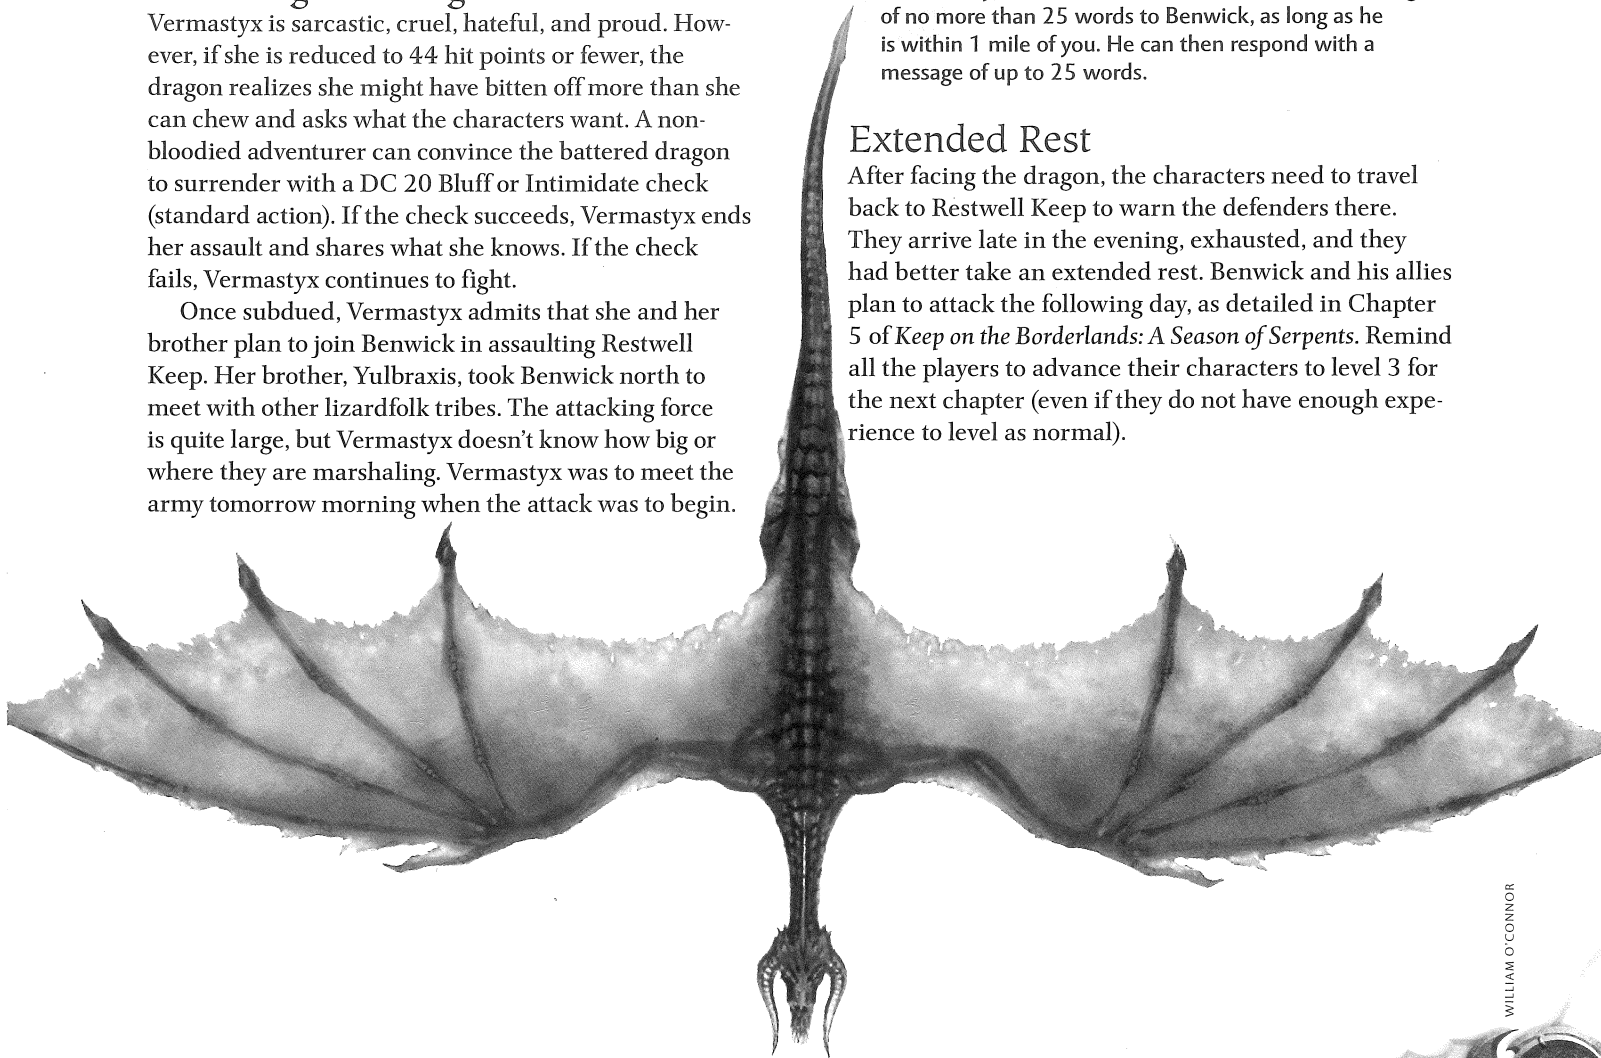 Vermastyx is sarcastic, cruel, hateful, and proud. How-
ever, if she is reduced to 44 hit points or fewer, the
dragon realizes she might have bitten off more than she
can chew and asks what the characters want. A non-
bloodied adventurer can convince the battered dragon
to surrender with a DC 20 Bluff or Intimidate check
(standard action). If the check succeeds, Vermastyx ends
her assault and shares what she knows. If the check
fails, Vermastyx continues to fight.
Once subdued, Vermastyx admits that she and her
brother plan to join Benwick in assaulting Restwell
Keep. Her brother, Yulbraxis, took Benwick north to
meet with other lizardfolk tribes. The attacking force
is quite large, but Vermastyx doesn't know how big or
where they are marshaling. Vermastyx was to meet the
army tomorrow morning when the attack was to begin.
of no more than 25 words to Benwick, as long as he
is within 1 mile of you. He can then respond with a
message of up to 25 words.
Extended Rest
After facing the dragon, the characters need to travel
back to Restwell Keep to warn the defenders there.
They arrive late in the evening, exhausted, and they
had better take an extended rest. Benwick and his allies
plan to attack the following day, as detailed in Chapter
5 of Keep on the Borderlands: A Season of Serpents. Remind
all the players to advance their characters to level 3 for
the next chapter (even if they do not have enough expe-
rience to level as normal).
WILLIAM O'CONNOR